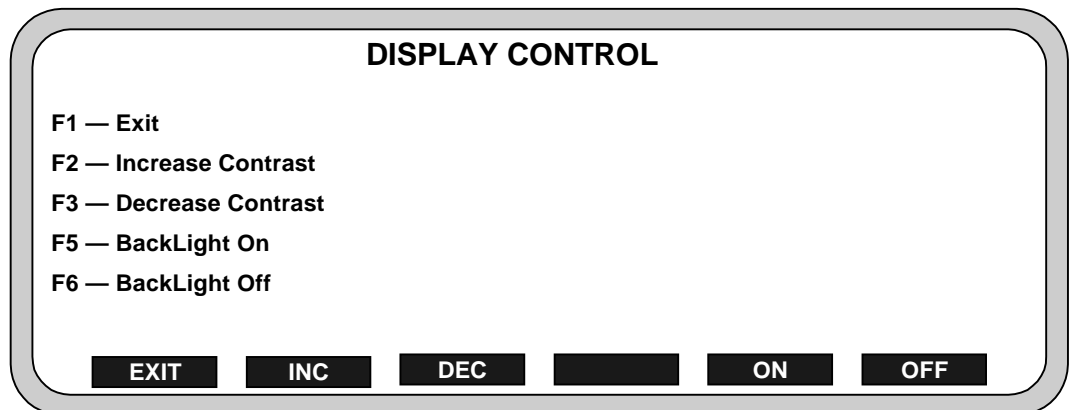 DISPLAY CONTROL
F1 — Exit
F2 — Increase Contrast
F3 — Decrease Contrast
F5 — BackLight On
F6 — BackLight Off
EXIT INC DEC ON OFF